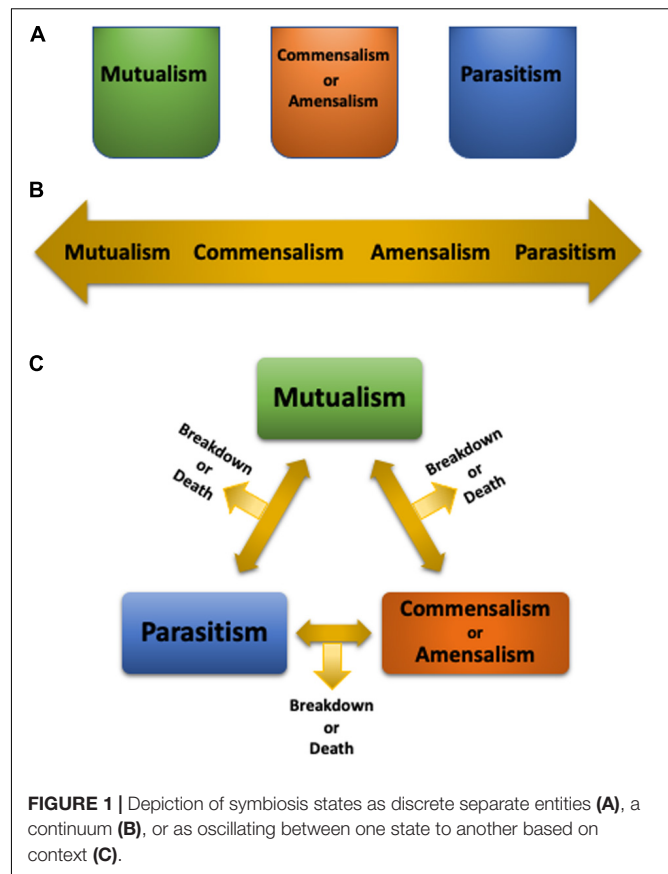 A
Mutualism
Commensalism
or
Amensalism
Parasitism
B
Mutualism Commensalism Amensalism Parasitism
C
Mutualism
Breakdown
or
Death
Breakdown
or
Death
Parasitism
Commensalism
or
Amensalism
Breakdown
or
Death
FIGURE 1 | Depiction of symbiosis states as discrete separate entities (A), a
continuum (B), or as oscillating between one state to another based on
context (C).